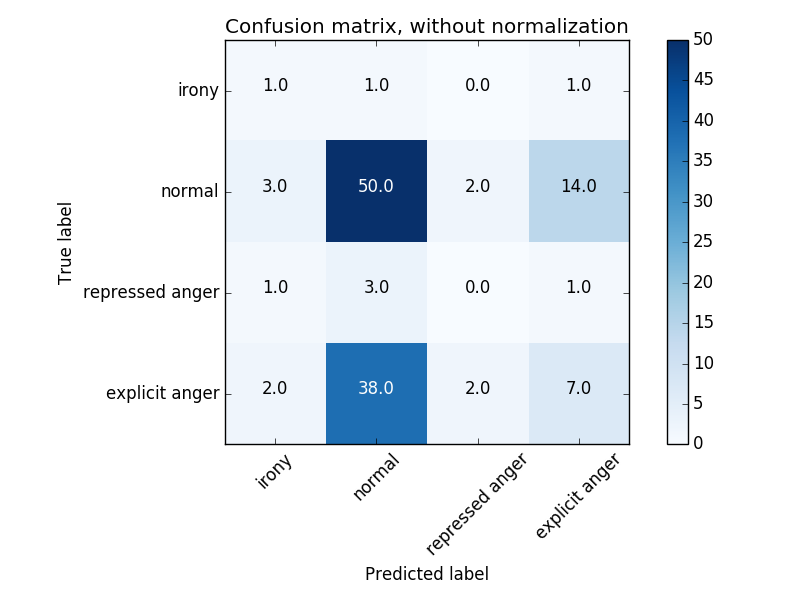 Confusion matrix, without normalization
True label
irony 1.0 1.0 0.0 1.0
normal 3.0 50.0 2.0 14.0
repressed anger 1.0 3.0 0.0 1.0
explicit anger 2.0 38.0 2.0 7.0
irony normal repressed anger explicit anger
Predicted label
50
45
40
35
30
25
20
15
10
5
0